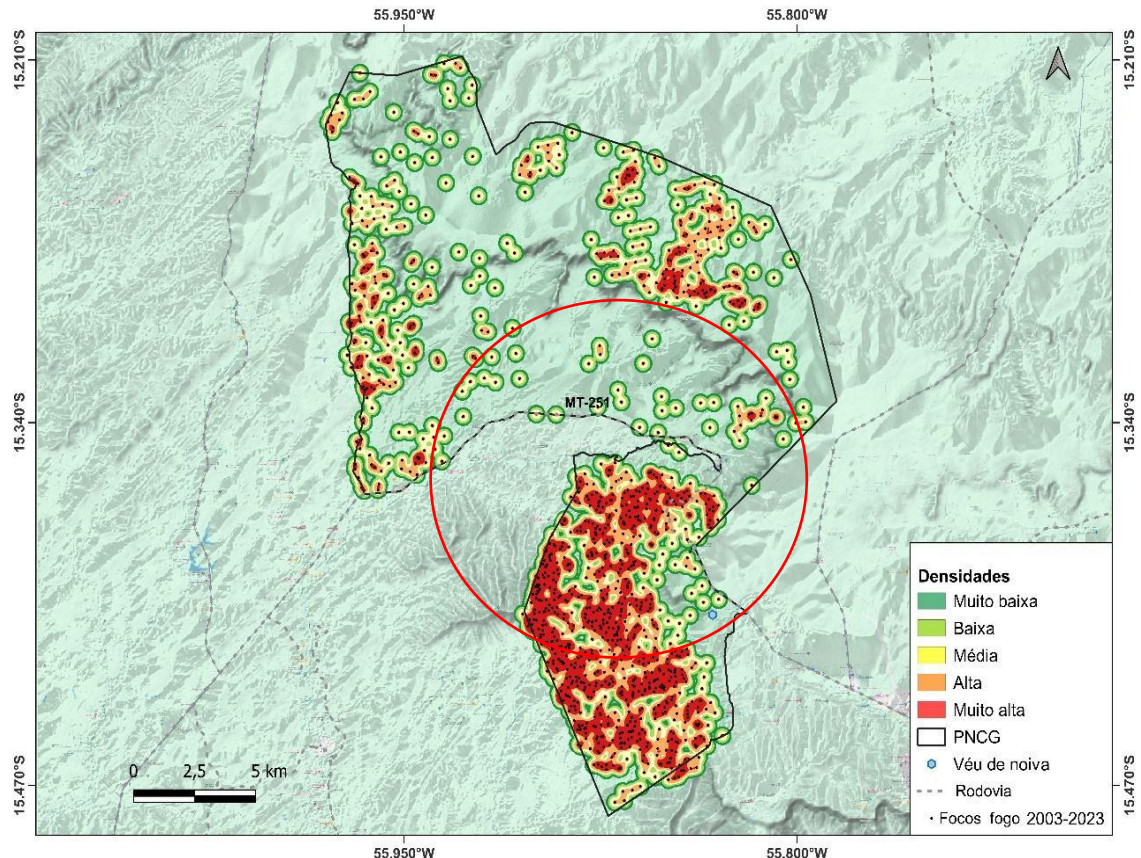 55.950°W
55.800°W
15.210°S
15.210°S
MT-251
15.340°S
15.340°S
Densidades
Muito baixa
Baixa
Média
Alta
Muito alta
PNCG
Véu de noiva
Rodovia
Focos fogo 2003-2023
0 2,5 5 km
15.470°S
15.470°S
55.950°W
55.800°W